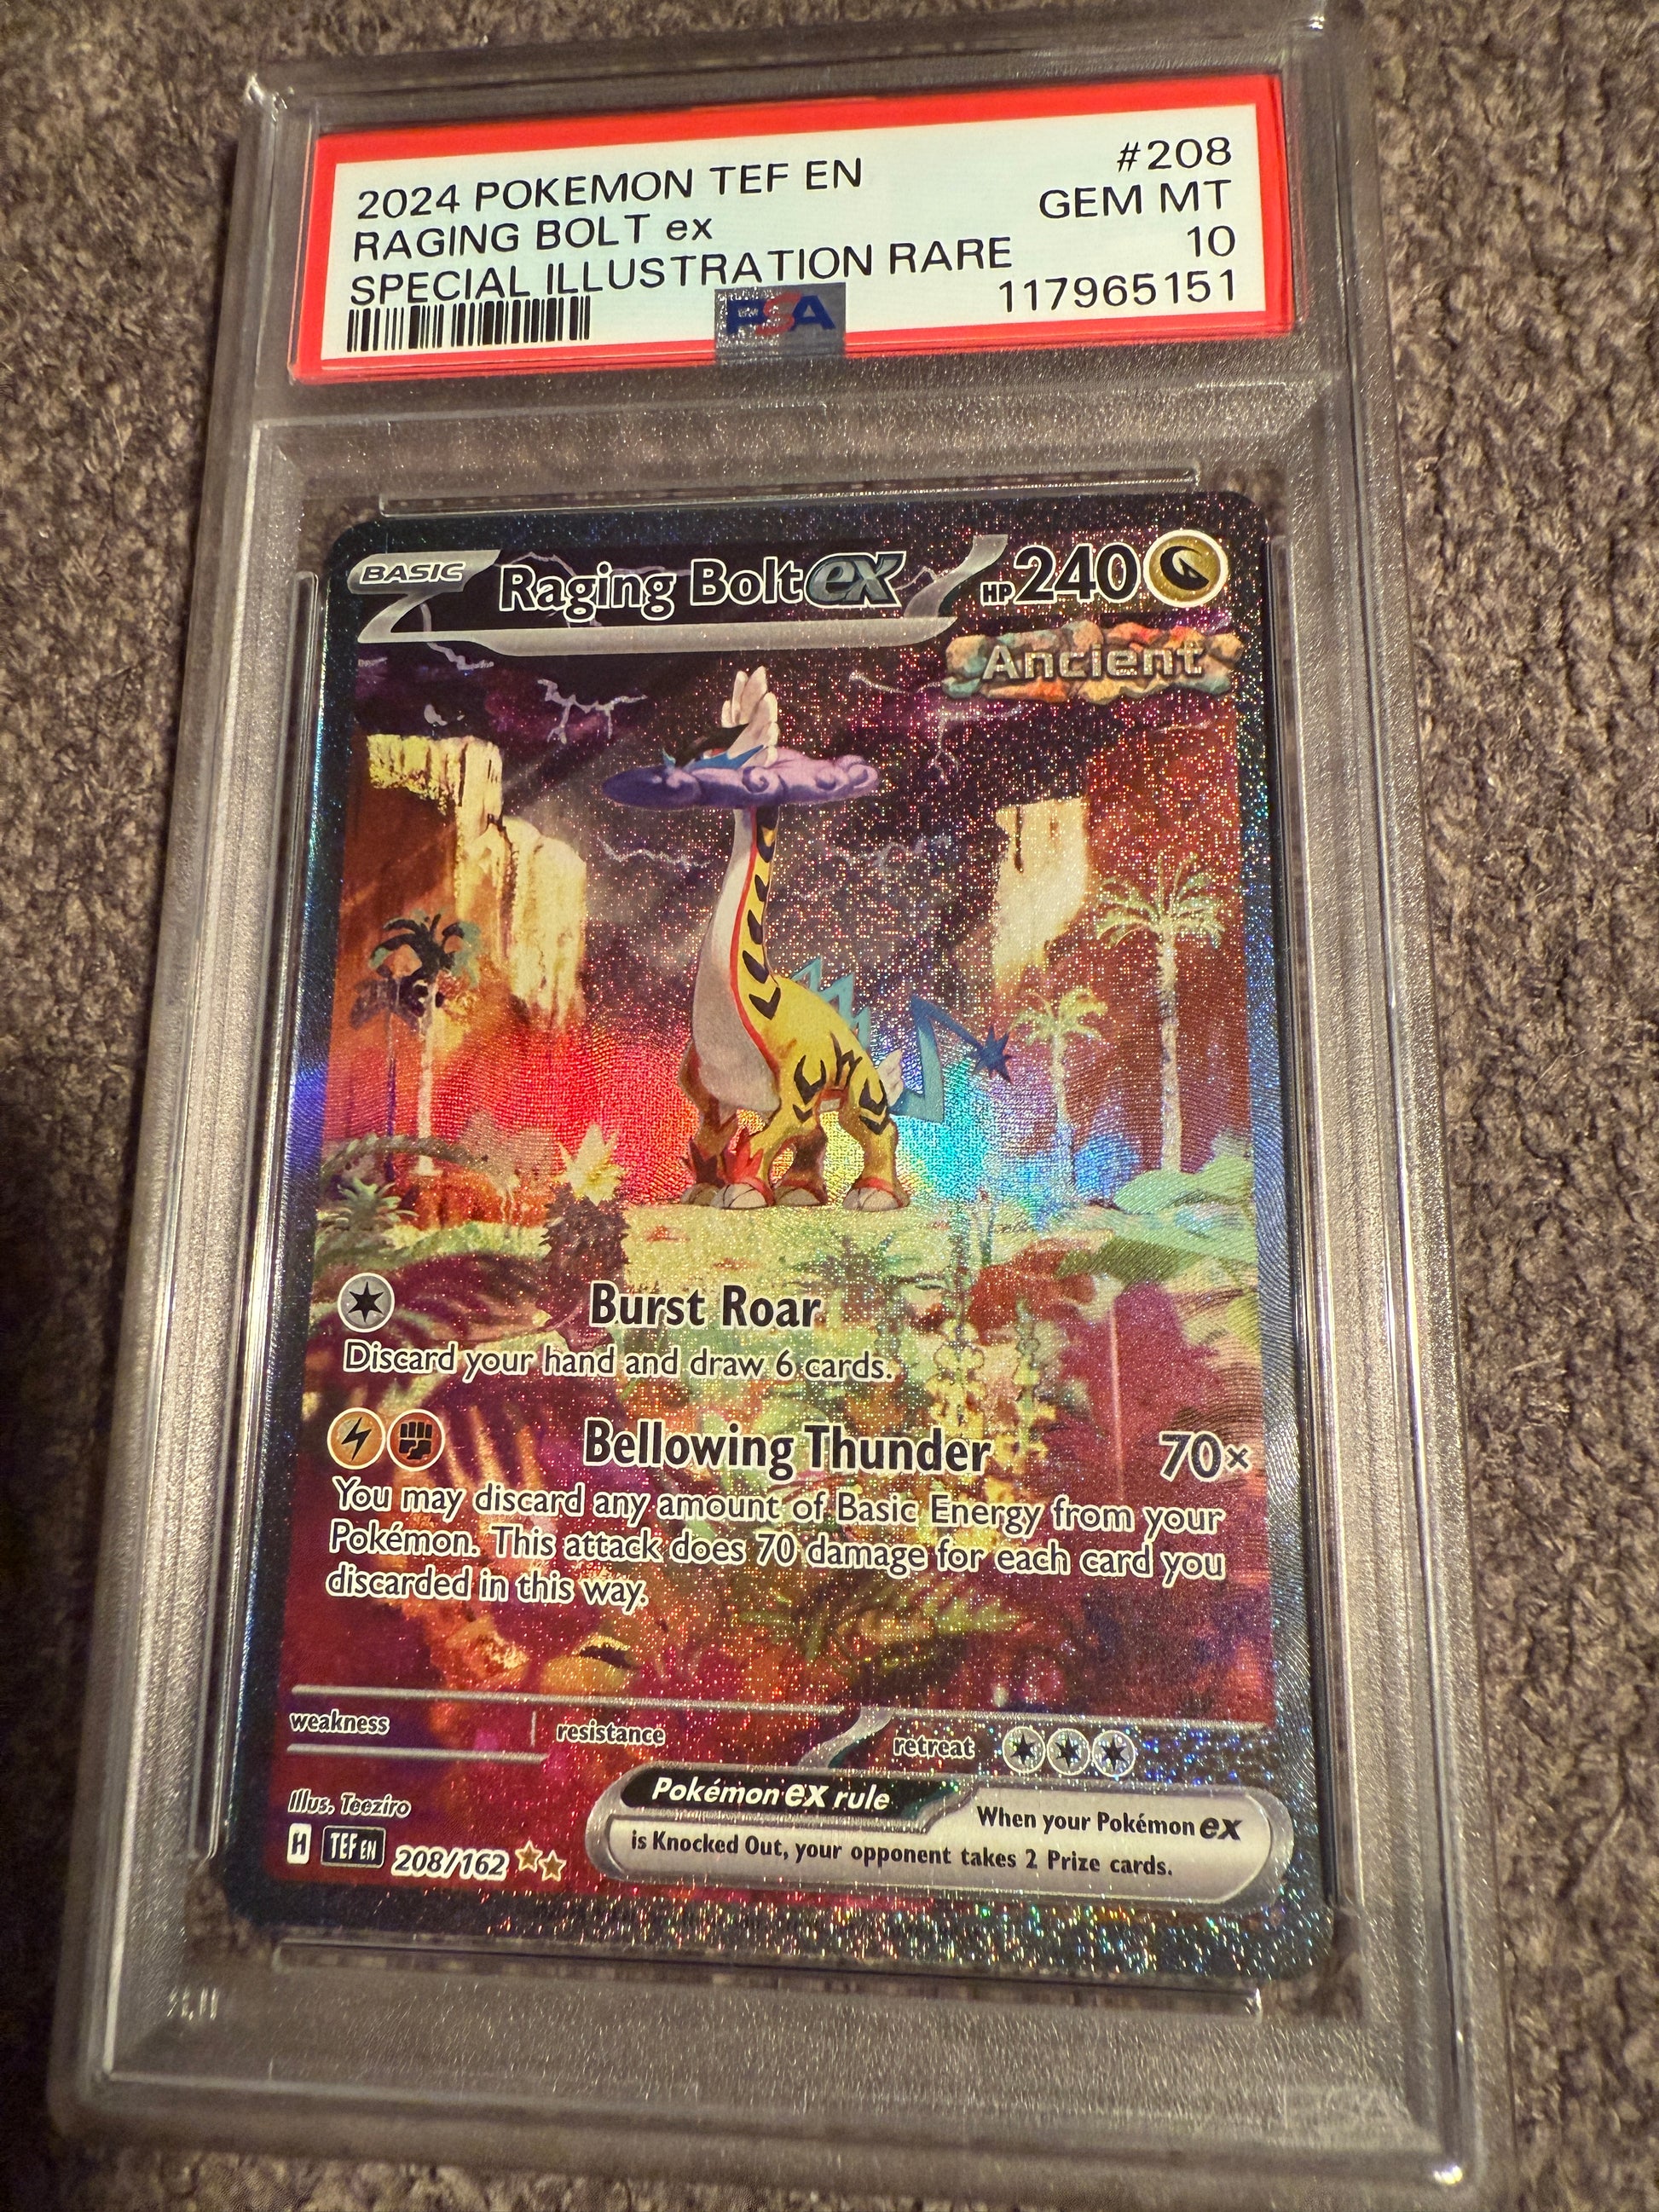 2024 POKEMON TEF EN #208
RAGING BOLT ex GEM MT
SPECIAL ILLUSTRATION RARE 10
PSA 117965151
BASIC Raging Bolt ex HP 240
Ancient
Burst Roar
Discard your hand and draw 6 cards.
Bellowing Thunder 70×
You may discard any amount of Basic Energy from your
Pokémon. This attack does 70 damage for each card you
discarded in this way.
weakness resistance retreat
Illus. Teeziro
Pokémon ex rule When your Pokémon ex
is Knocked Out, your opponent takes 2 Prize cards.
H TEF EN 208/162